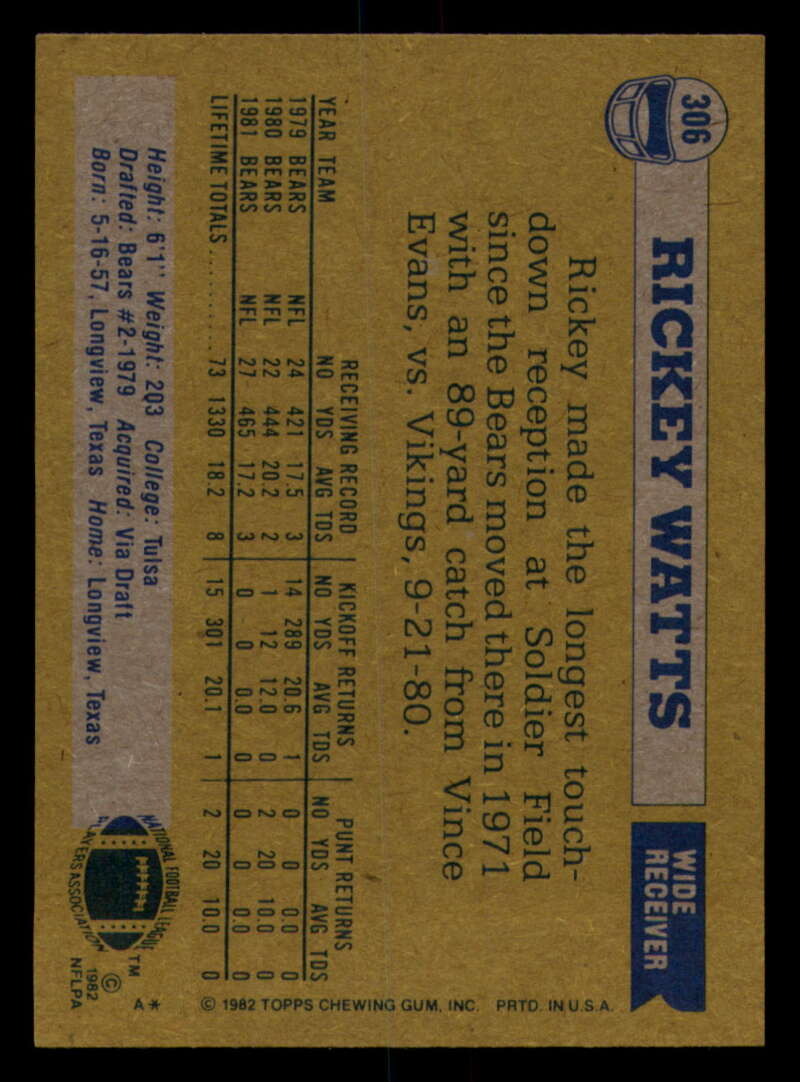 306
RICKEY WATTS
WIDE
RECEIVER
Rickey made the longest touch-
down reception at Soldier Field
since the Bears moved there in 1971
with an 89-yard catch from Vince
Evans, vs. Vikings, 9-21-80.
RECEIVING RECORD KICKOFF RETURNS PUNT RETURNS
YEAR TEAM NO YDS AVG TDS NO YDS AVG TDS NO YDS AVG TDS
1979 BEARS NFL 24 421 17.5 3 14 289 20.6 1 0 0 0.0 0
1980 BEARS NFL 22 444 20.2 2 1 12 12.0 0 2 20 10.0 0
1981 BEARS NFL 27 465 17.2 3 0 0 0.0 0 0 0 0.0 0
LIFETIME TOTALS .......... 73 1330 18.2 8 15 301 20.1 1 2 20 10.0 0
Height: 6'1" Weight: 203 College: Tulsa
Drafted: Bears #2-1979 Acquired: Via Draft
Born: 5-16-57, Longview, Texas Home: Longview, Texas
NATIONAL FOOTBALL LEAGUE
PLAYERS ASSOCIATION
TM
©
1982
NFLPA
A*
© 1982 TOPPS CHEWING GUM, INC. PRTD. IN U.S.A.